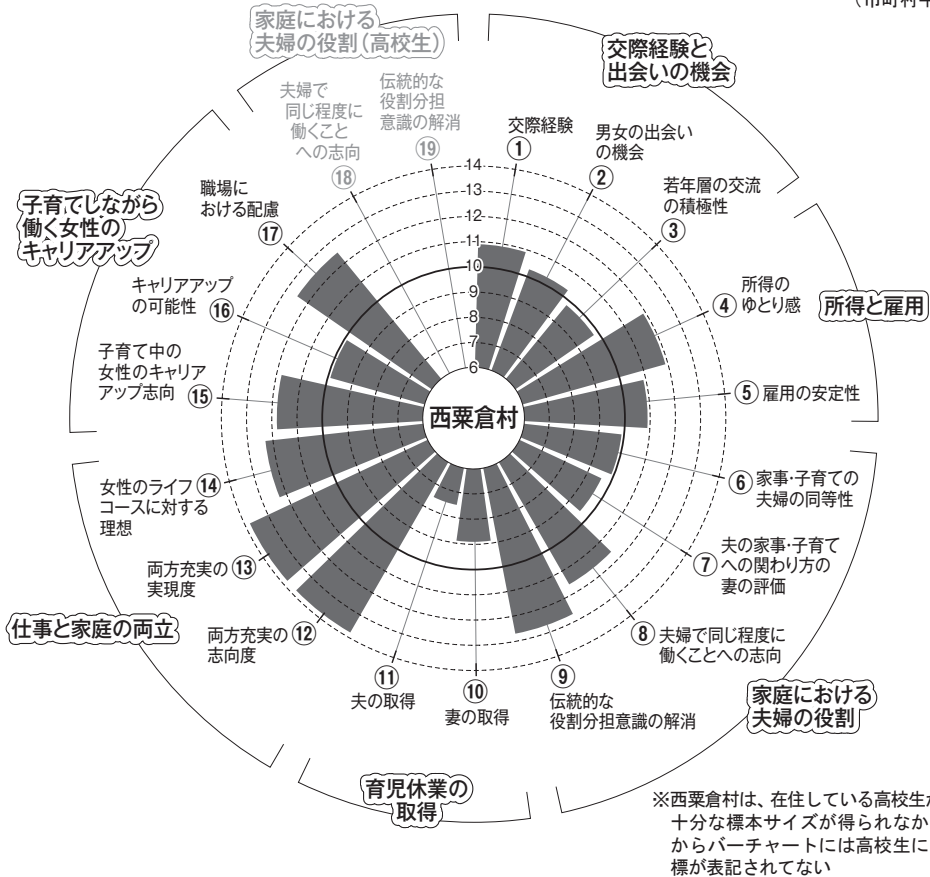 (市町村平
家庭における
夫婦の役割(高校生)
交際経験と
出会いの機会
夫婦で
同じ程度に
働くこと
への志向
⑱
伝統的な
役割分担
意識の解消
⑲
交際経験
①
男女の出会い
の機会
②
若年層の交流
の積極性
③
所得の
④ ゆとり感
所得と雇用
⑤ 雇用の安定性
⑥ 家事・子育ての
夫婦の同等性
夫の家事・子育て
⑦ への関わり方の
妻の評価
⑧ 夫婦で同じ程度に
働くことへの志向
家庭における
夫婦の役割
⑨
伝統的な
役割分担意識の解消
⑩
妻の取得
⑪
夫の取得
育児休業の
取得
両方充実の ⑫
志向度
両方充実の ⑬
実現度
女性のライフ ⑭
コースに対する
理想
仕事と家庭の両立
子育て中の
女性のキャリア
アップ志向 ⑮
キャリアアップ
の可能性 ⑯
職場に
おける配慮
⑰
子育てしながら
働く女性の
キャリアアップ
14
13
12
11
10
9
8
7
6
西粟倉村
※西粟倉村は、在住している高校生が
十分な標本サイズが得られなか
からバーチャートには高校生に
標が表記されてない